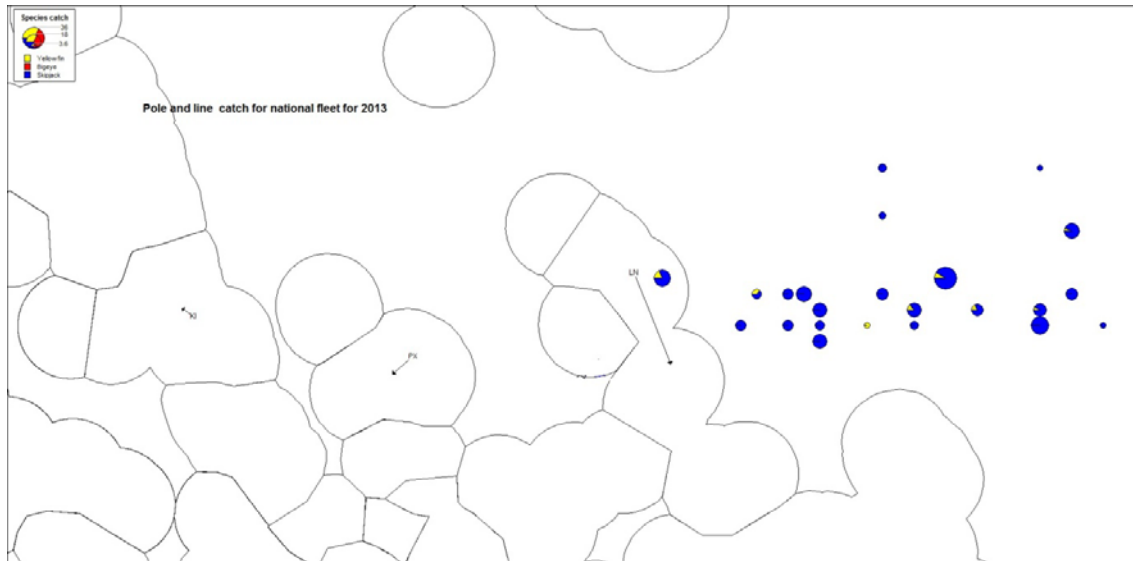 Species catch
36
18
3.6
Yellowfin
Bigeye
Skipjack
Pole and line catch for national fleet for 2013
LN
KI
PX